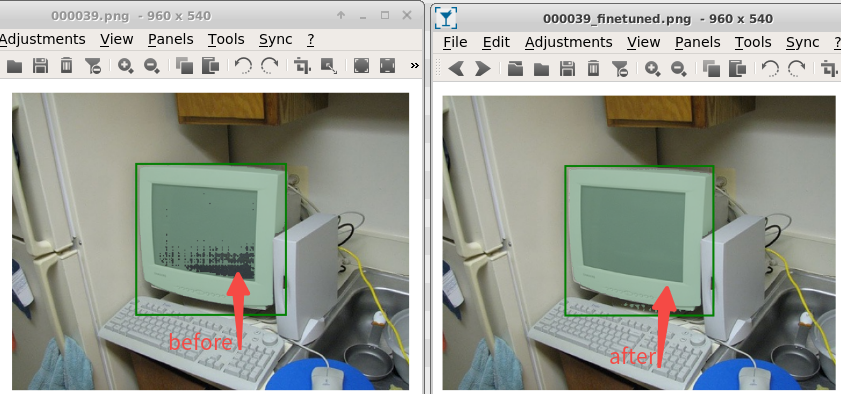 000039.png - 960 x 540
Adjustments View Panels Tools Sync ?
before
000039_finetuned.png - 960 x 540
File Edit Adjustments View Panels Tools Sync ?
after